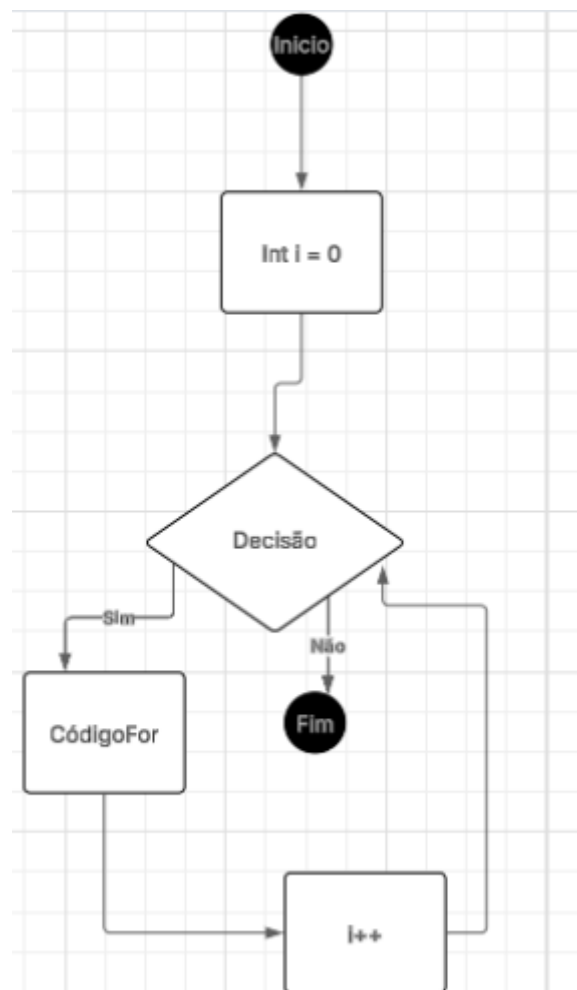 Inicio
Int i = 0
Decisão
Sim
Não
CódigoFor
Fim
i++